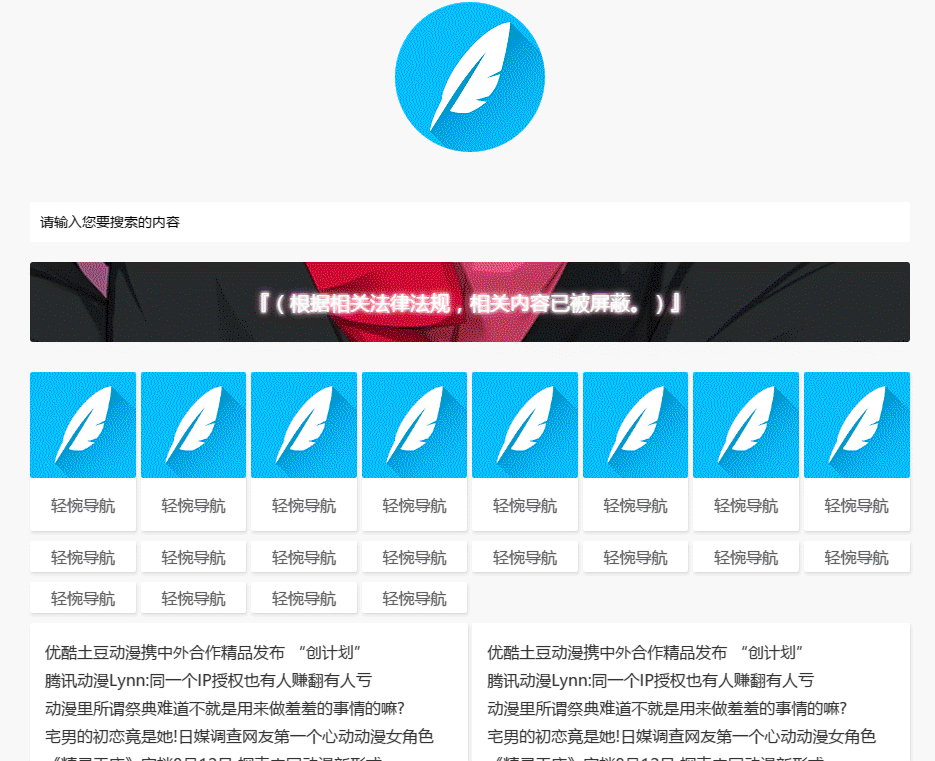 请输入您要搜索的内容
『（根据相关法律法规，相关内容已被屏蔽。）』
轻惋导航 轻惋导航 轻惋导航 轻惋导航 轻惋导航 轻惋导航 轻惋导航 轻惋导航
轻惋导航 轻惋导航 轻惋导航 轻惋导航 轻惋导航 轻惋导航 轻惋导航 轻惋导航
轻惋导航 轻惋导航 轻惋导航 轻惋导航
优酷土豆动漫携中外合作精品发布 “创计划”
腾讯动漫Lynn:同一个IP授权也有人赚翻有人亏
动漫里所谓祭典难道不就是用来做羞羞的事情的嘛?
宅男的初恋竟是她!日媒调查网友第一个心动动漫女角色
优酷土豆动漫携中外合作精品发布 “创计划”
腾讯动漫Lynn:同一个IP授权也有人赚翻有人亏
动漫里所谓祭典难道不就是用来做羞羞的事情的嘛?
宅男的初恋竟是她!日媒调查网友第一个心动动漫女角色